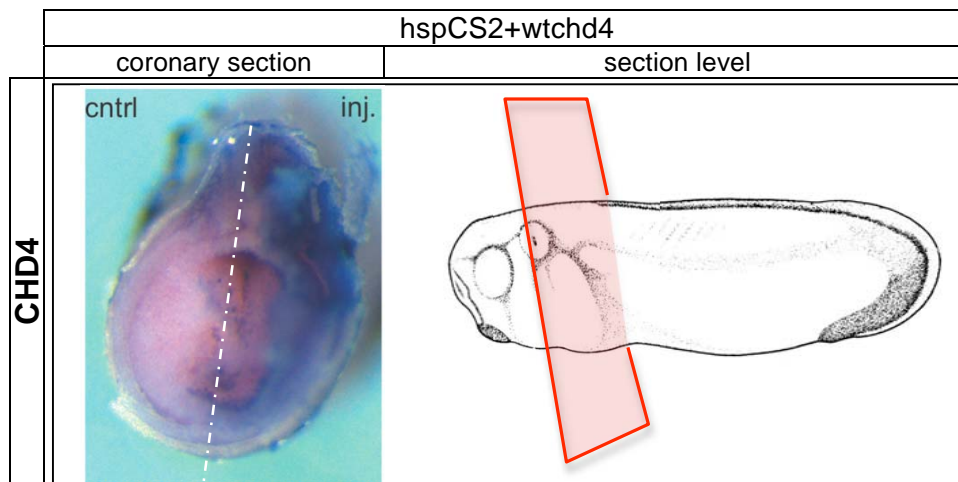 hspCS2+wtchd4
coronary section
section level
CHD4
cntrl
inj.